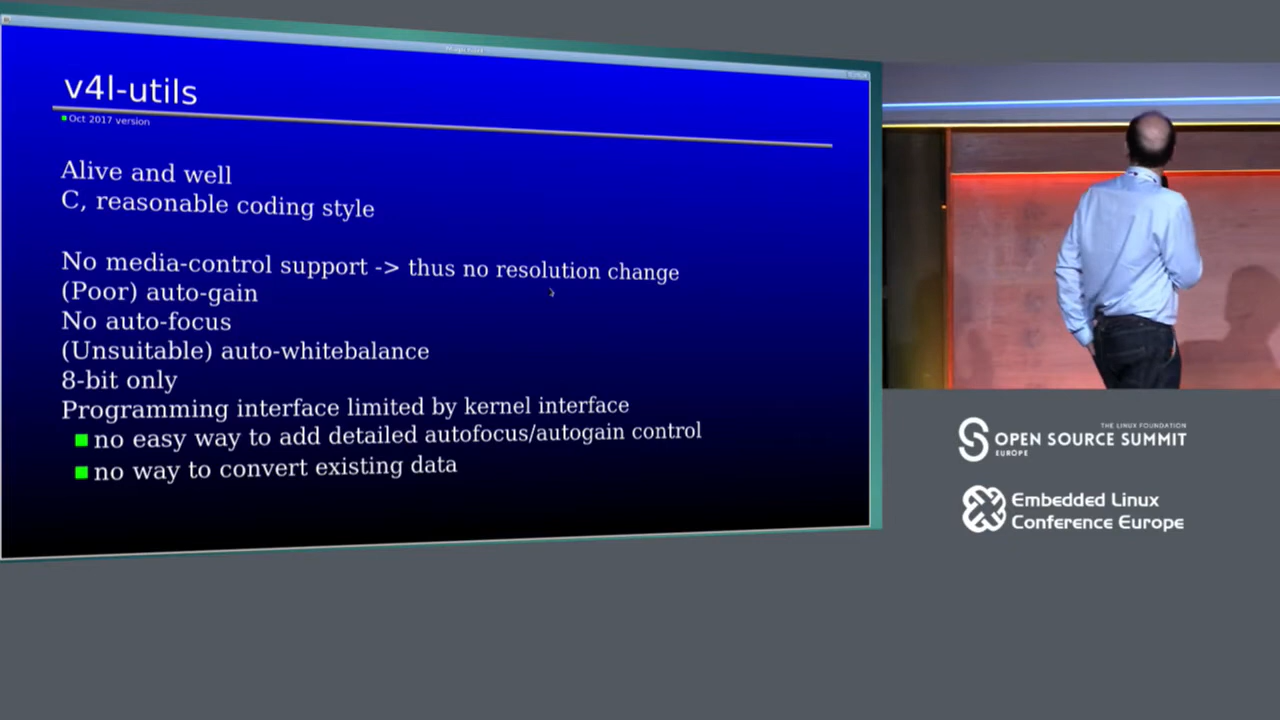 v4l-utils
Oct 2017 version
Alive and well
C, reasonable coding style
No media-control support -> thus no resolution change
(Poor) auto-gain
No auto-focus
(Unsuitable) auto-whitebalance
8-bit only
Programming interface limited by kernel interface
no easy way to add detailed autofocus/autogain control
no way to convert existing data
THE LINUX FOUNDATION
OPEN SOURCE SUMMIT
EUROPE
Embedded Linux
Conference Europe